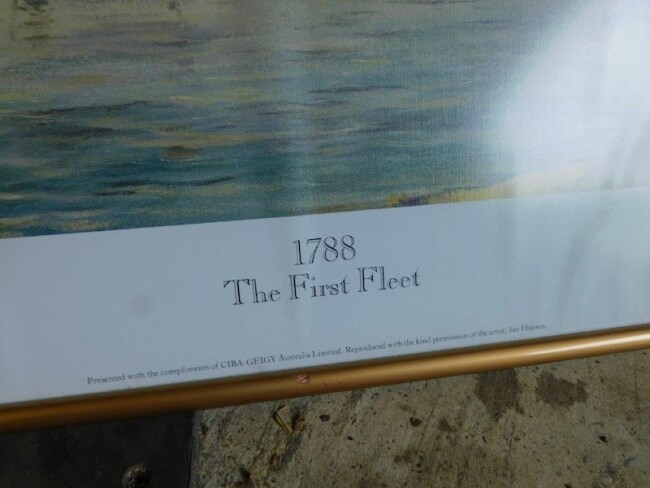 1788
The First Fleet
Presented with the compliments of CIBA-GEIGY Australia Limited. Reproduced with the kind permission of the artist, Ian Hansen.